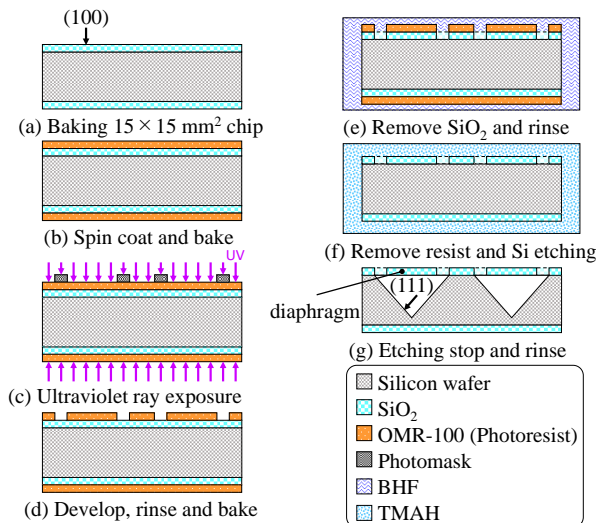 (100)
(a) Baking 15×15 mm² chip
(b) Spin coat and bake
UV
(c) Ultraviolet ray exposure
(d) Develop, rinse and bake
(e) Remove SiO₂ and rinse
(f) Remove resist and Si etching
(111)
diaphragm
(g) Etching stop and rinse
Silicon wafer
SiO₂
OMR-100 (Photoresist)
Photomask
BHF
TMAH